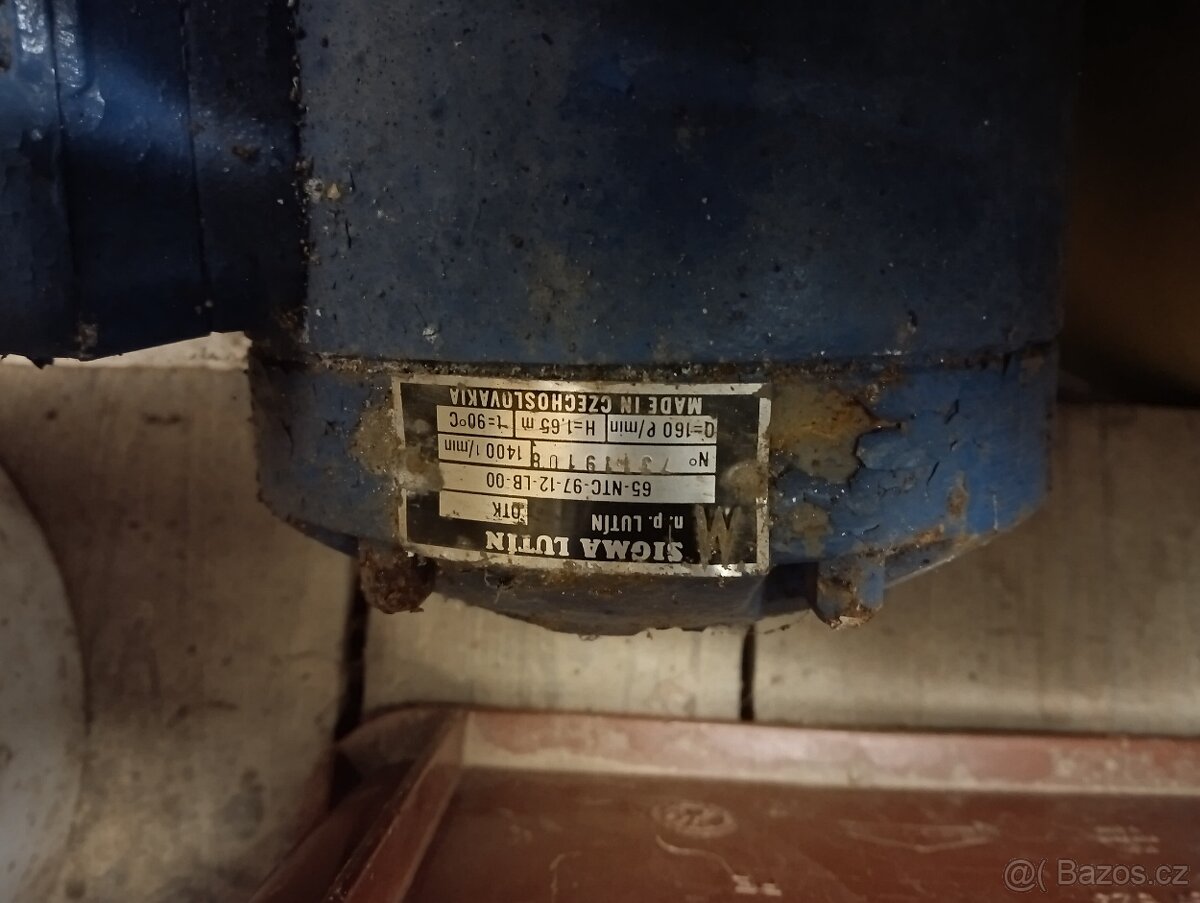 SIGMA LUTÍN
n. p. LUTÍN
OTK
65-NTC-97-12-LB-00
Nº 1400 1/min
Q=160 ℓ/min H=1,65 m t=90°C
MADE IN CZECHOSLOVAKIA
@( Bazos.cz